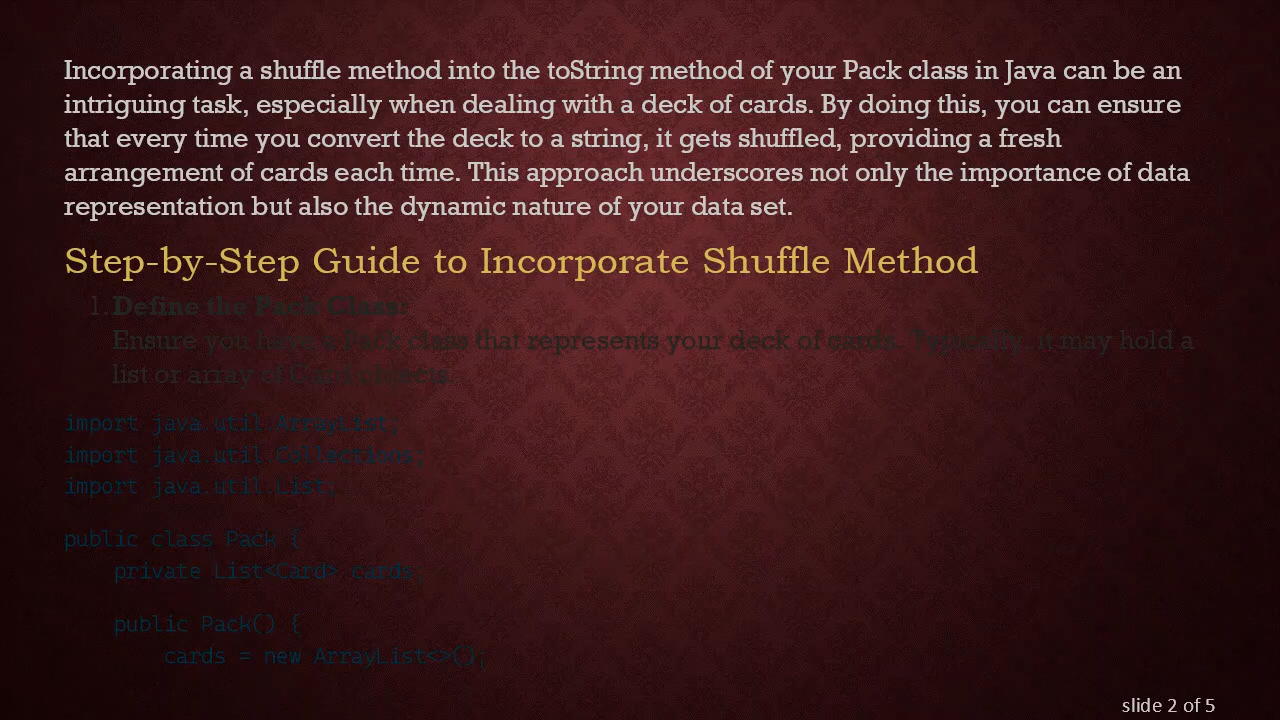 Incorporating a shuffle method into the toString method of your Pack class in Java can be an
intriguing task, especially when dealing with a deck of cards. By doing this, you can ensure
that every time you convert the deck to a string, it gets shuffled, providing a fresh
arrangement of cards each time. This approach underscores not only the importance of data
representation but also the dynamic nature of your data set.
Step-by-Step Guide to Incorporate Shuffle Method
1. Define the Pack Class:
Ensure you have a Pack class that represents your deck of cards. Typically, it may hold a
list or array of Card objects.
import java.util.ArrayList;
import java.util.Collections;
import java.util.List;
public class Pack {
    private List<Card> cards;
    public Pack() {
        cards = new ArrayList<>();
slide 2 of 5